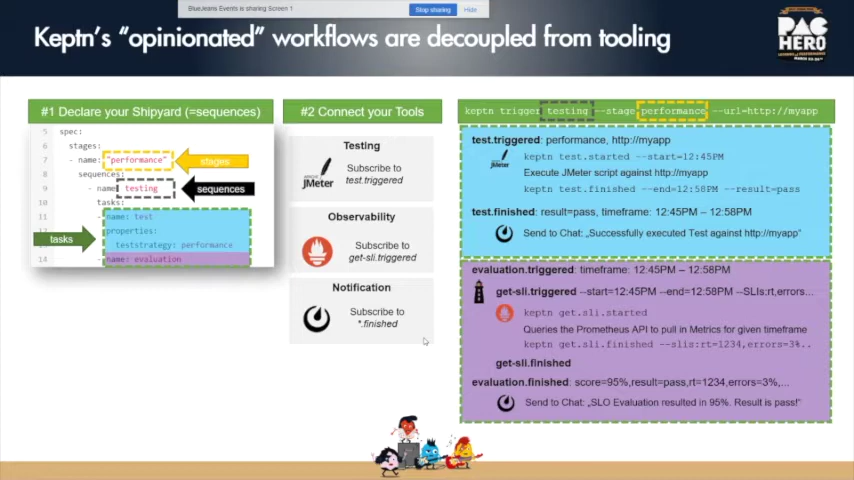 BlueJeans Events is sharing Screen 1
Stop sharing
Hide
Keptn's "opinionated" workflows are decoupled from tooling
PAC
HERO
#1 Declare your Shipyard (=sequences)
5 spec:
6 stages:
7 - name: "performance"
stages
8 sequences:
9 - name: testing
sequences
10 tasks:
11 - name: test
properties:
tasks
teststrategy: performance
14 - name: evaluation
#2 Connect your Tools
Testing
JMeter
Subscribe to
test.triggered
Observability
Subscribe to
get-sli.triggered
Notification
Subscribe to
*.finished
keptn trigger testing --stage performance --url=http://myapp
test.triggered: performance, http://myapp
JMeter
keptn test.started --start=12:45PM
Execute JMeter script against http://myapp
keptn test.finished --end=12:58PM --result=pass
test.finished: result=pass, timeframe: 12:45PM – 12:58PM
Send to Chat: „Successfully executed Test against http://myapp"
evaluation.triggered: timeframe: 12:45PM – 12:58PM
get-sli.triggered --start=12:45PM --end=12:58PM --SLIs:rt,errors...
keptn get.sli.started
Queries the Prometheus API to pull in Metrics for given timeframe
keptn get.sli.finished --slis:rt=1234,errors=3%..
get-sli.finished
evaluation.finished: score=95%,result=pass,rt=1234,errors=3%,...
Send to Chat: „SLO Evaluation resulted in 95%. Result is pass!"